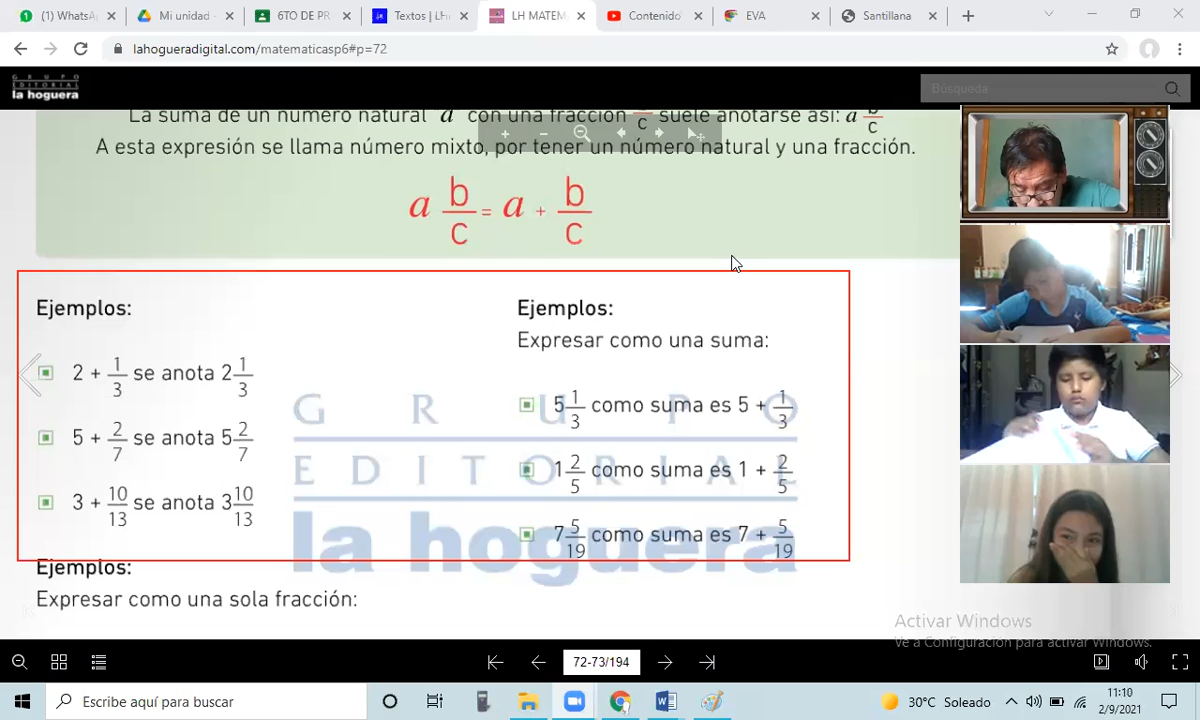 (1) WhatsA
Mi unidad
6TO DE PR
Textos | LH
LH MATEM
Contenido
EVA
Santillana
lahogueradigital.com/matematicasp6#p=72
GRUPO
EDITORIAL
la hoguera
Búsqueda
La suma de un número natural a con una fracción b/c suele anotarse así: a b/c
A esta expresión se llama número mixto, por tener un número natural y una fracción.
a b/c = a + b/c
Ejemplos:
2 + 1/3 se anota 2 1/3
5 + 2/7 se anota 5 2/7
3 + 10/13 se anota 3 10/13
Ejemplos:
Expresar como una suma:
5 1/3 como suma es 5 + 1/3
1 2/5 como suma es 1 + 2/5
7 5/19 como suma es 7 + 5/19
GRUPO
EDITORIAL
la hoguera
Ejemplos:
Expresar como una sola fracción:
Activar Windows
Ve a Configuración para activar Windows.
72-73/194
Escribe aquí para buscar
30°C Soleado
11:10
2/9/2021